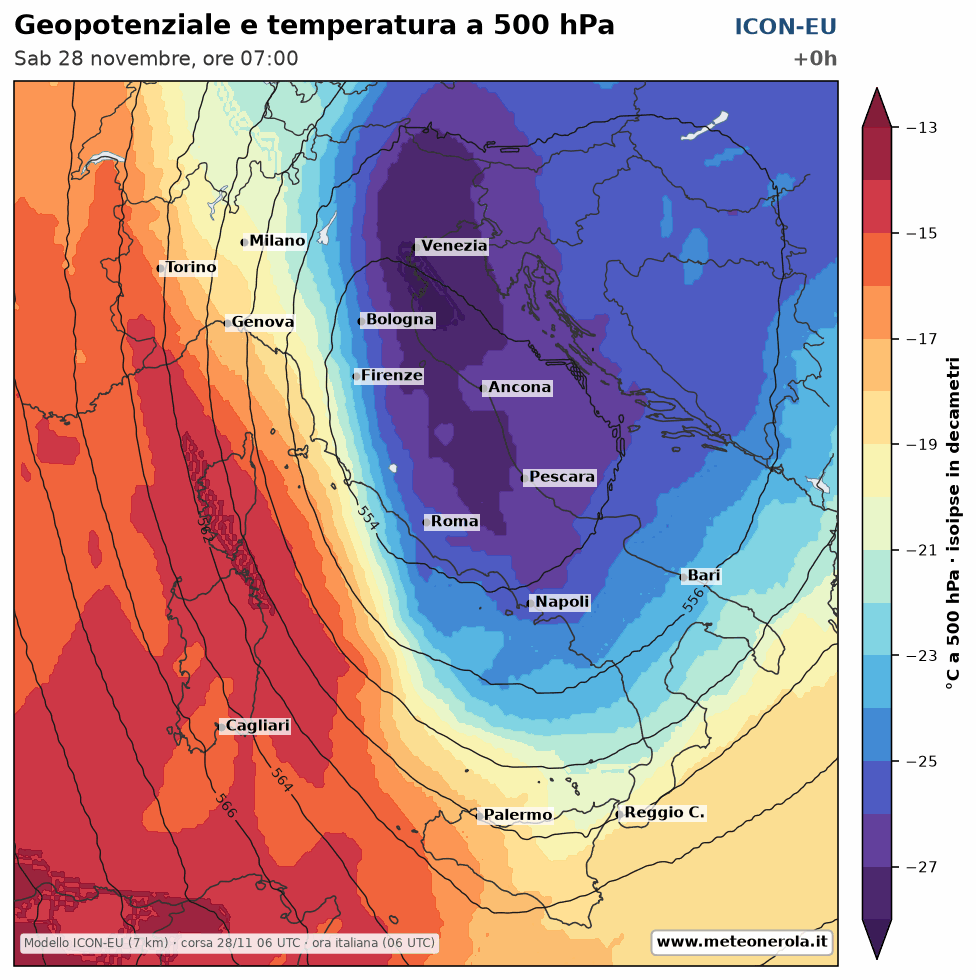 Geopotenziale e temperatura a 500 hPa
ICON-EU
Sab 28 novembre, ore 07:00
+0h
Milano
Venezia
Torino
Bologna
Genova
Firenze
Ancona
Pescara
554
Roma
562
Bari
Napoli
556
Cagliari
564
566
Palermo
Reggio C.
−13
−15
−17
−19
−21
−23
−25
−27
°C a 500 hPa · isoipse in decametri
Modello ICON-EU (7 km) · corsa 28/11 06 UTC · ora italiana (06 UTC)
www.meteonerola.it